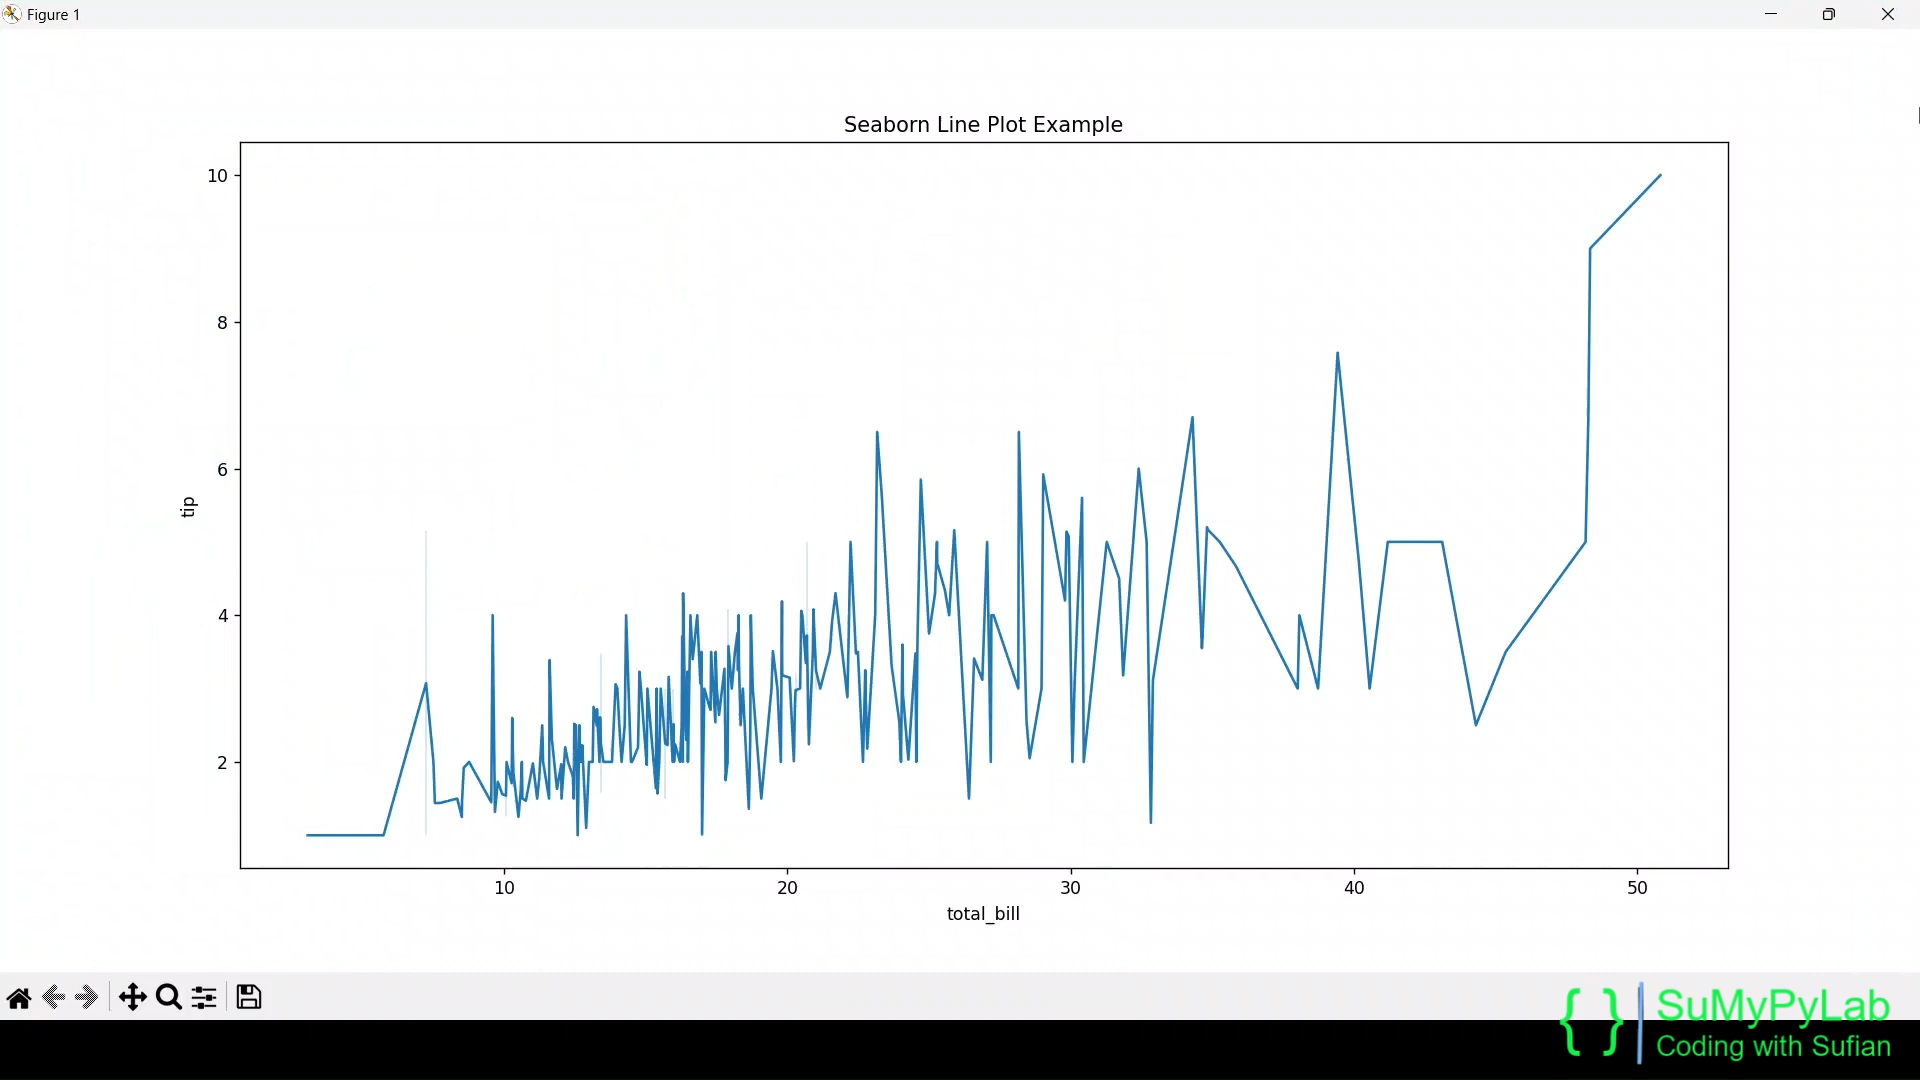 Figure 1
Seaborn Line Plot Example
10
8
6
4
2
tip
10 20 30 40 50
total_bill
{ } SuMyPyLab
Coding with Sufian